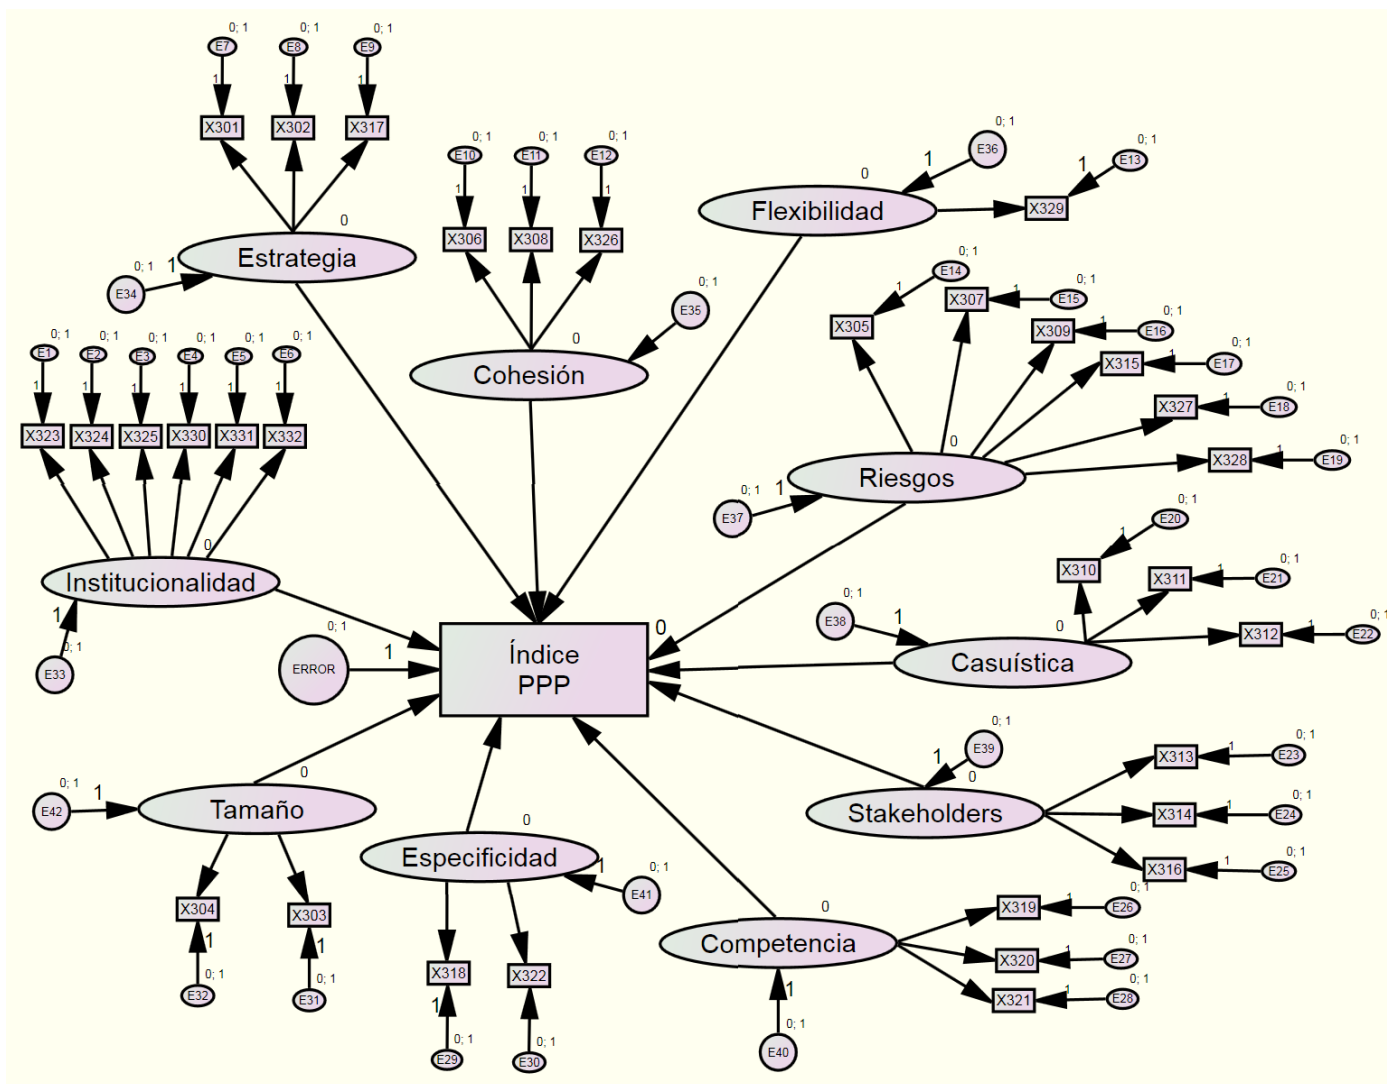 0; 1 0; 1 0; 1
E7 E8 E9
1 1 1
X301 X302 X317
0
Estrategia
0; 1
E34
1
0; 1 0; 1 0; 1
E10 E11 E12
1 1 1
X306 X308 X326
0; 1
E35
0
Cohesión
0; 1
E36
1
0
Flexibilidad
0; 1
E13
1
X329
0; 1 0; 1 0; 1 0; 1 0; 1 0; 1
E1 E2 E3 E4 E5 E6
1 1 1 1 1 1
X323 X324 X325 X330 X331 X332
0
Institucionalidad
1
0; 1
E33
0; 1
E14
1
X305
0; 1
E15
1
X307
0; 1
E16
1
X309
0; 1
E17
1
X315
0; 1
E18
1
X327
0; 1
E19
1
X328
0
Riesgos
0; 1
E37
1
0; 1
E20
1
X310
0; 1
E21
1
X311
0; 1
E22
1
X312
0; 1
E38
1
0
Casuística
0; 1
ERROR
1
0
Índice
PPP
0; 1
E39
1
0
Stakeholders
0; 1
E23
1
X313
0; 1
E24
1
X314
0; 1
E25
1
X316
0; 1
E42
1
0
Tamaño
X304 X303
1 1
0; 1 0; 1
E32 E31
0
Especificidad
1
0; 1
E41
X318 X322
1
0; 1 0; 1
E29 E30
0
Competencia
1
0; 1
E40
0; 1
E26
1
X319
0; 1
E27
1
X320
0; 1
E28
1
X321